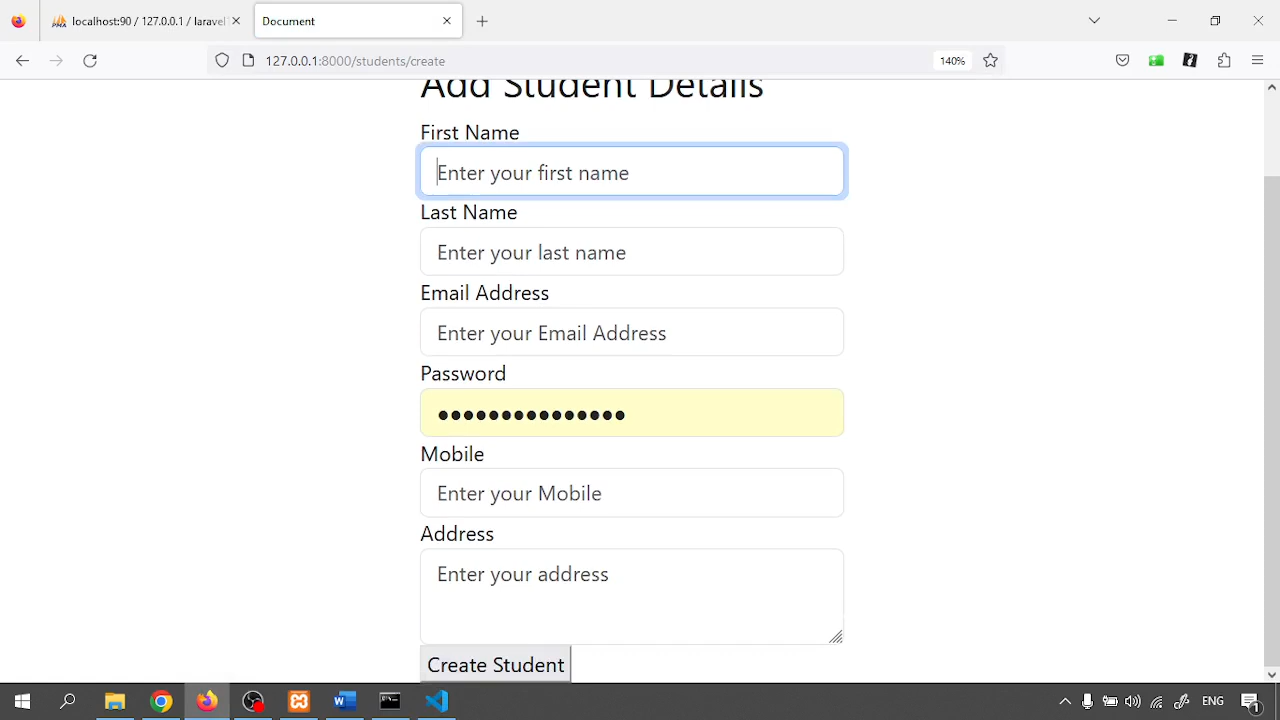 localhost:90 / 127.0.0.1 / laravel
Document
127.0.0.1:8000/students/create
140%
Add Student Details
First Name
Enter your first name
Last Name
Enter your last name
Email Address
Enter your Email Address
Password
Mobile
Enter your Mobile
Address
Enter your address
Create Student
ENG
1